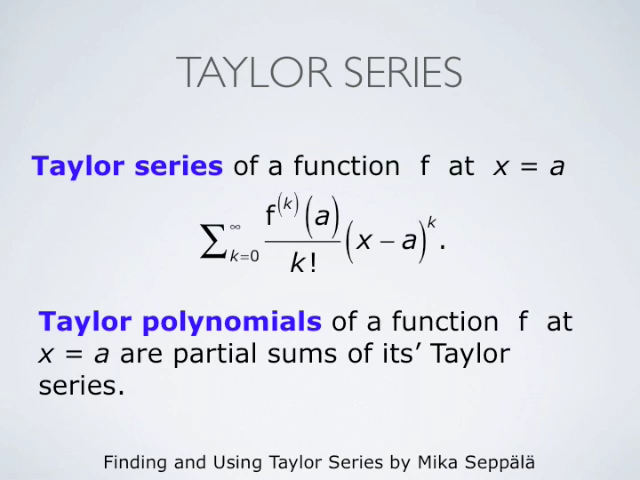 TAYLOR SERIES
Taylor series of a function f at x = a
∑_{k=0}^{∞} f^{(k)}(a)/k! (x − a)^k.
Taylor polynomials of a function f at
x = a are partial sums of its’ Taylor
series.
Finding and Using Taylor Series by Mika Seppälä